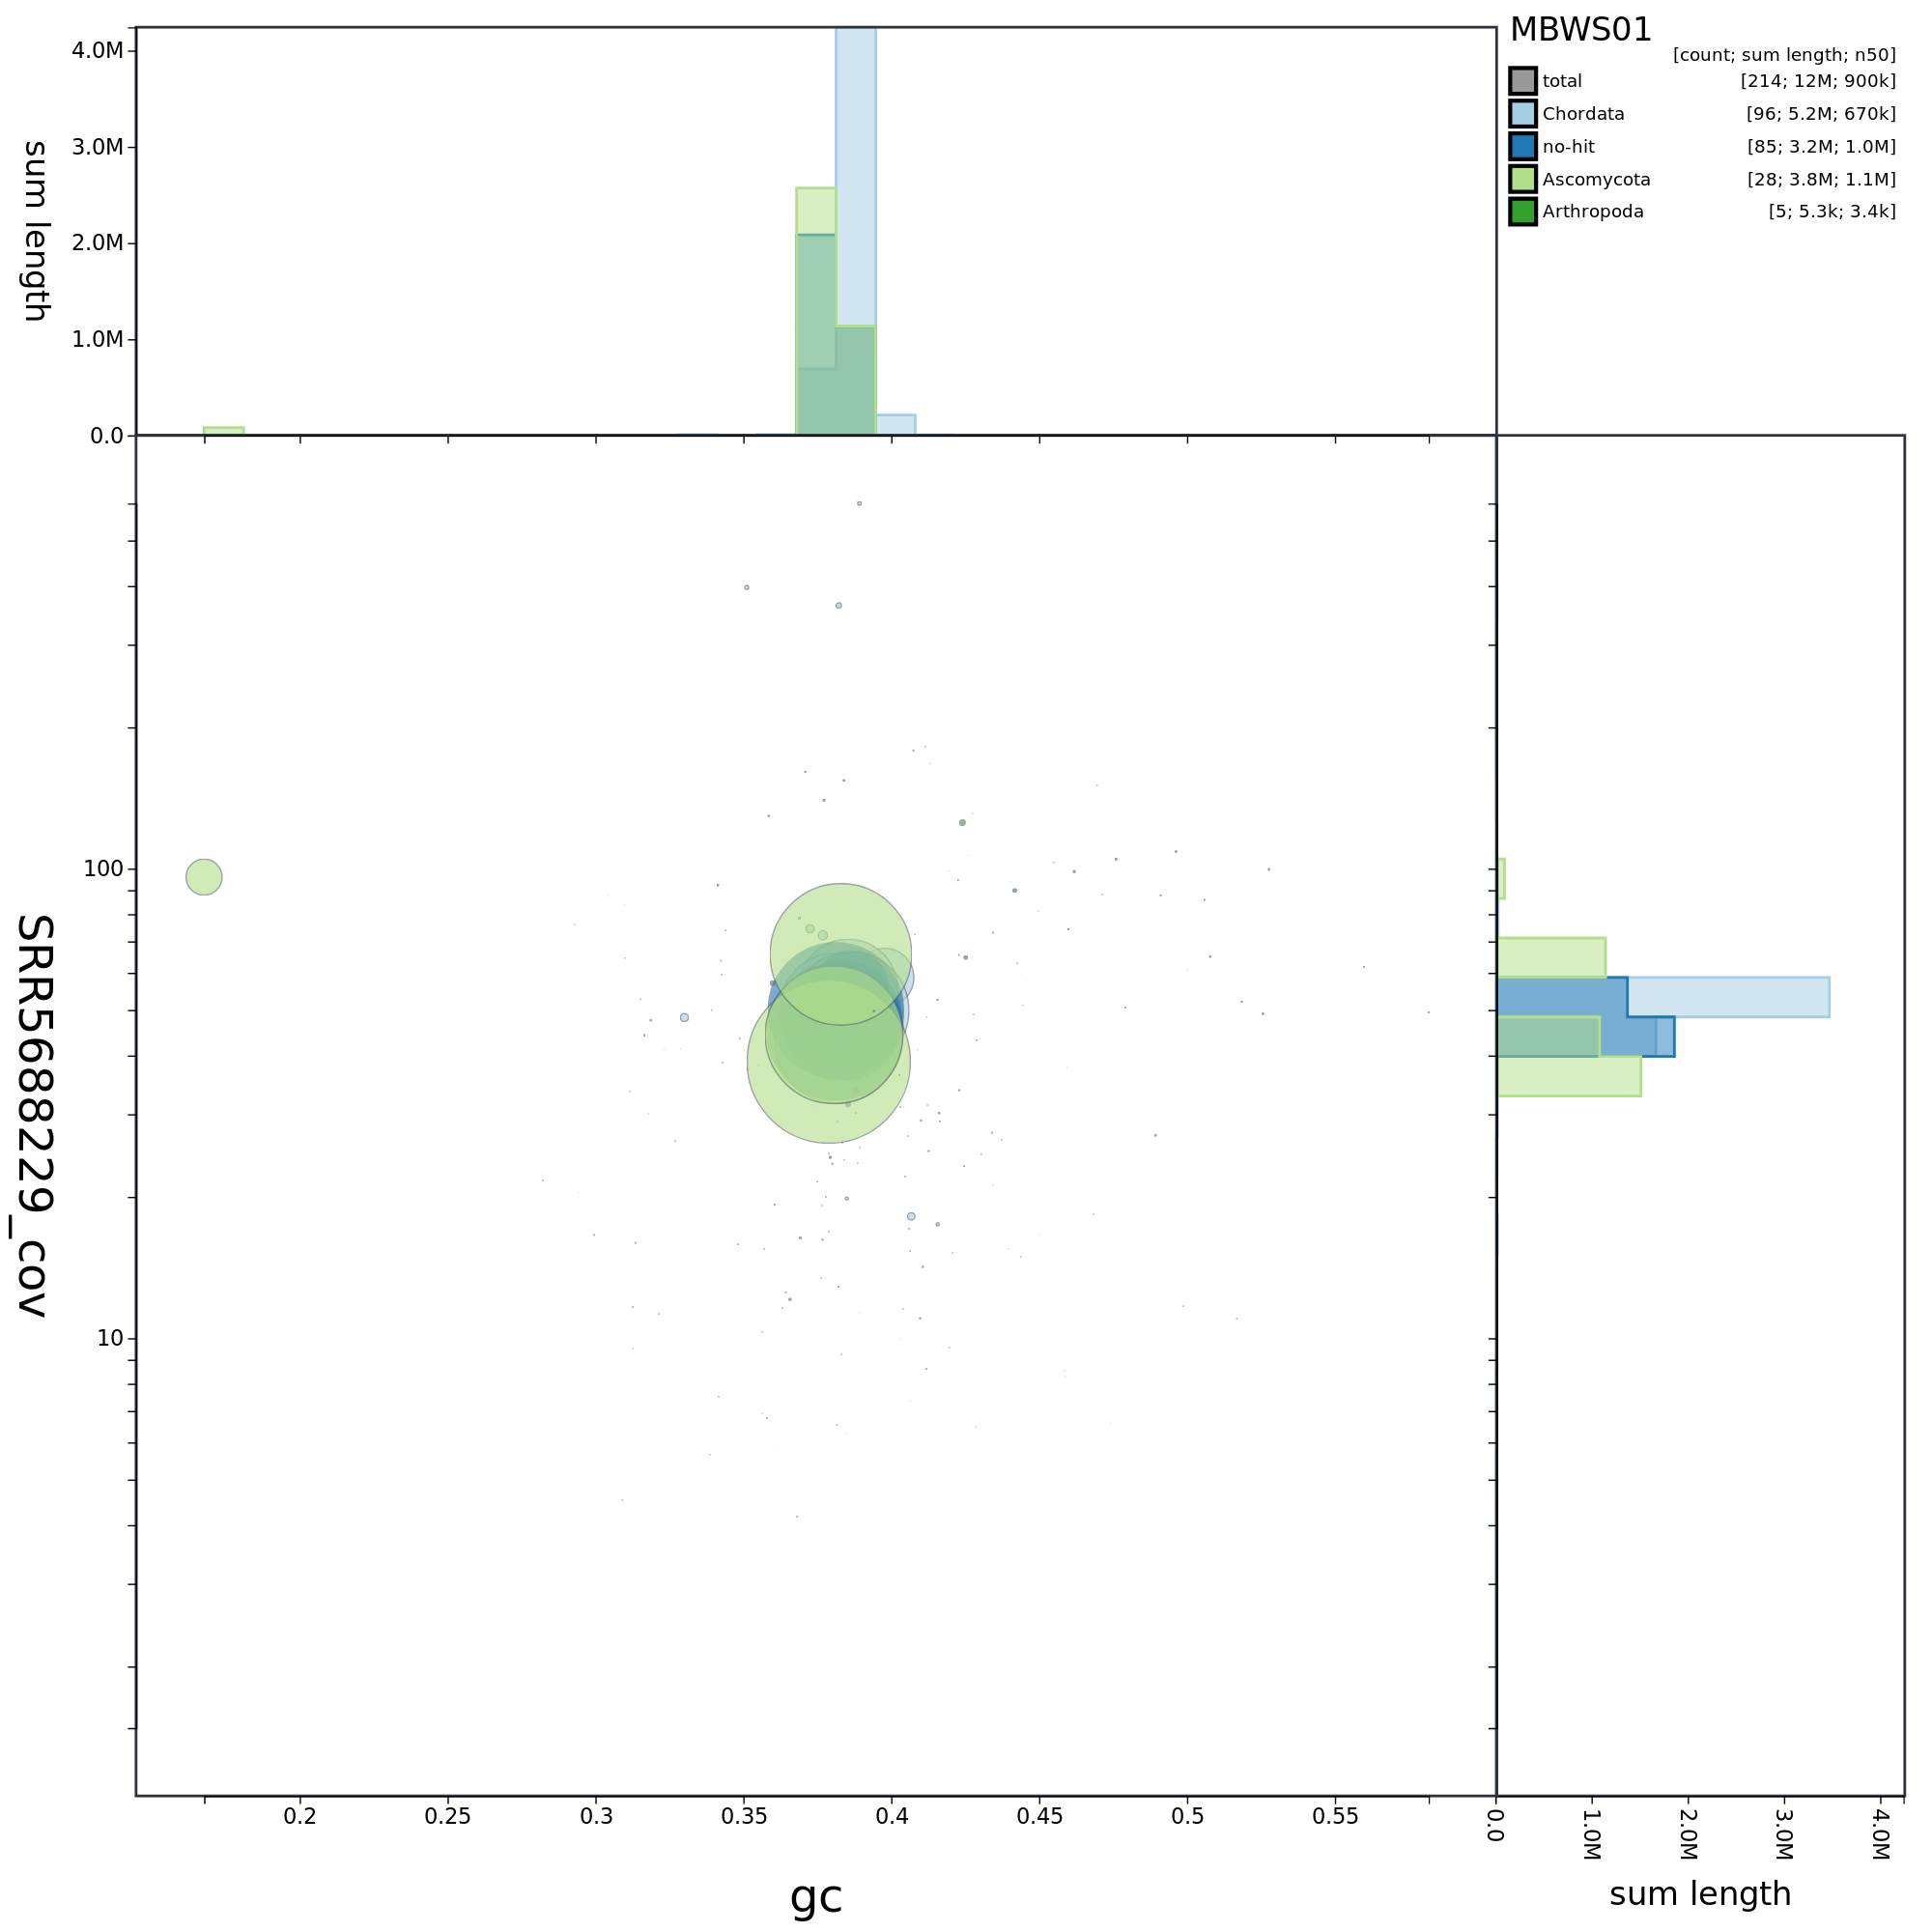 MBWS01
[count; sum length; n50]
total [214; 12M; 900k]
Chordata [96; 5.2M; 670k]
no-hit [85; 3.2M; 1.0M]
Ascomycota [28; 3.8M; 1.1M]
Arthropoda [5; 5.3k; 3.4k]
sum length
4.0M
3.0M
2.0M
1.0M
0.0
SRR5688229_cov
100
10
0.2 0.25 0.3 0.35 0.4 0.45 0.5 0.55
gc
0.0 1.0M 2.0M 3.0M 4.0M
sum length